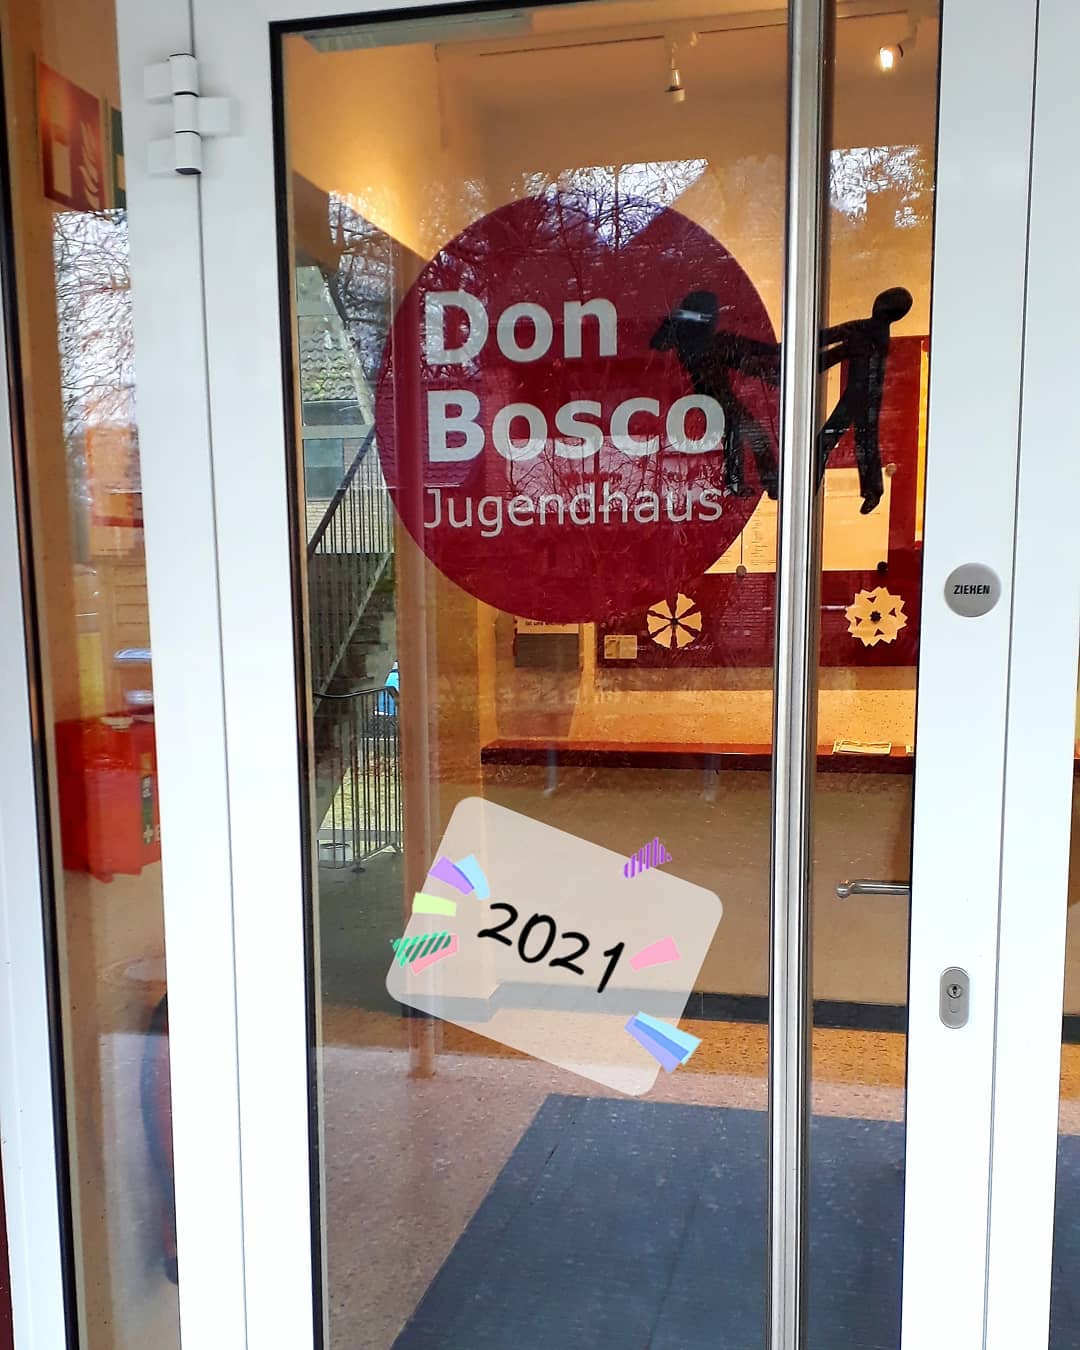 Don
Bosco
Jugendhaus
ZIEHEN
2021